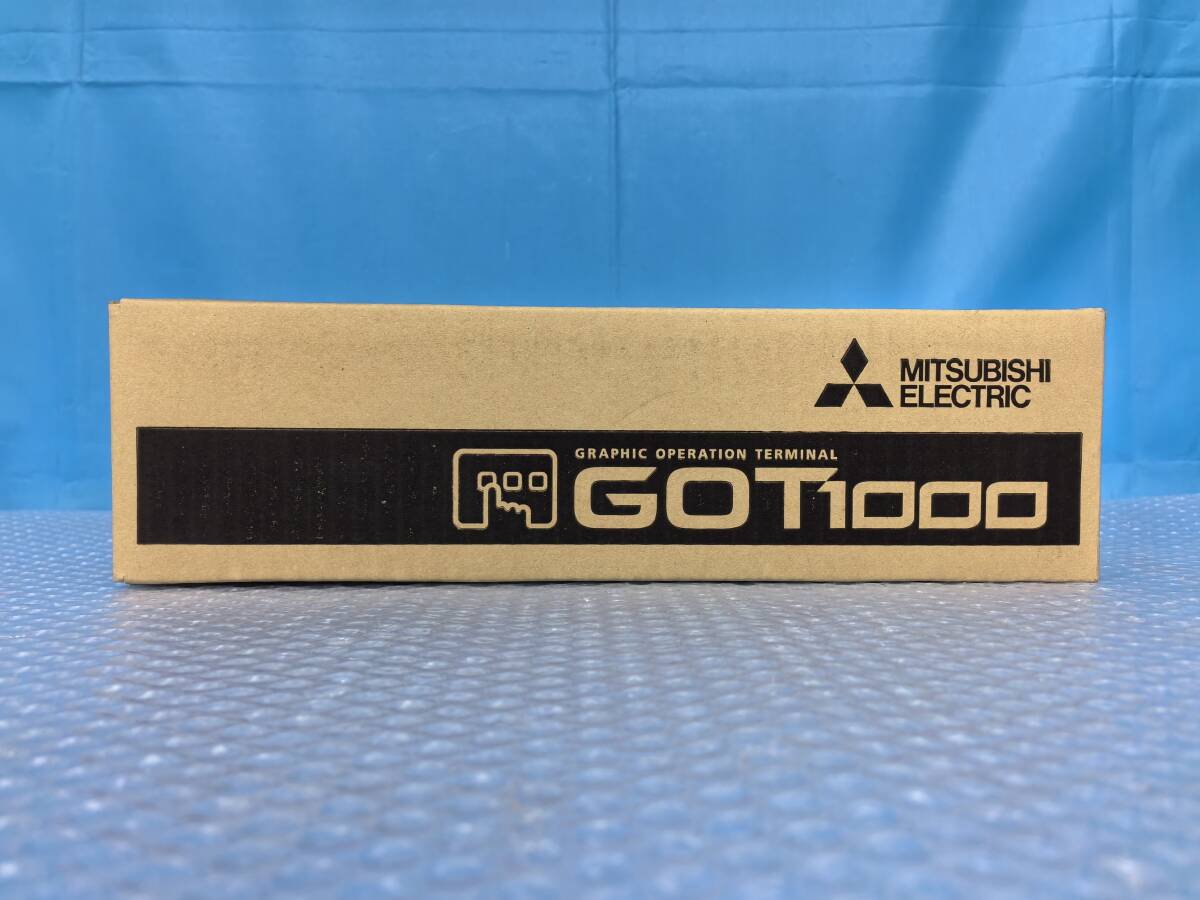 MITSUBISHI
ELECTRIC
GRAPHIC OPERATION TERMINAL
GOT1000